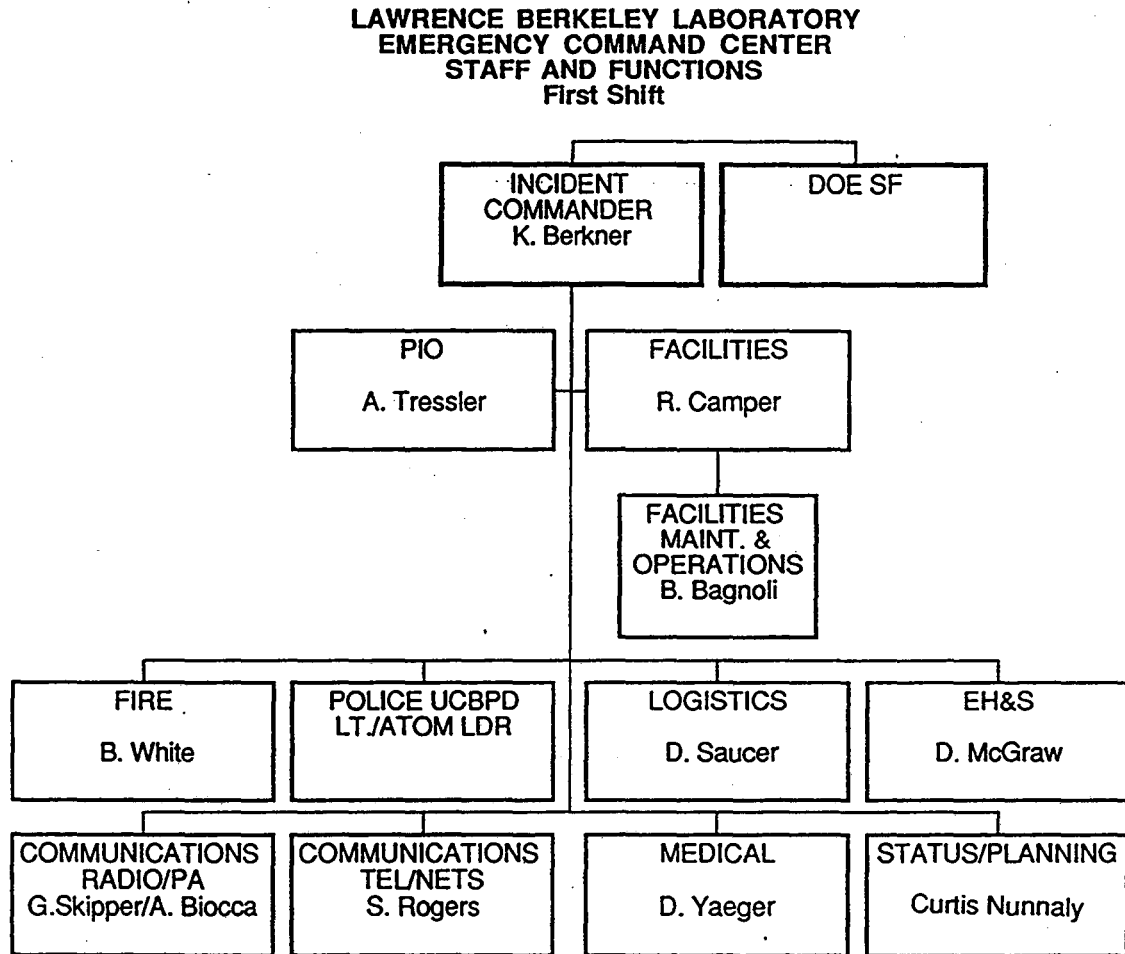 LAWRENCE BERKELEY LABORATORY
EMERGENCY COMMAND CENTER
STAFF AND FUNCTIONS
First Shift
INCIDENT
COMMANDER
K. Berkner
DOE SF
PIO
A. Tressler
FACILITIES
R. Camper
FACILITIES
MAINT. &
OPERATIONS
B. Bagnoli
FIRE
B. White
POLICE UCBPD
LT./ATOM LDR
LOGISTICS
D. Saucer
EH&S
D. McGraw
COMMUNICATIONS
RADIO/PA
G.Skipper/A. Biocca
COMMUNICATIONS
TEL/NETS
S. Rogers
MEDICAL
D. Yaeger
STATUS/PLANNING
Curtis Nunnaly